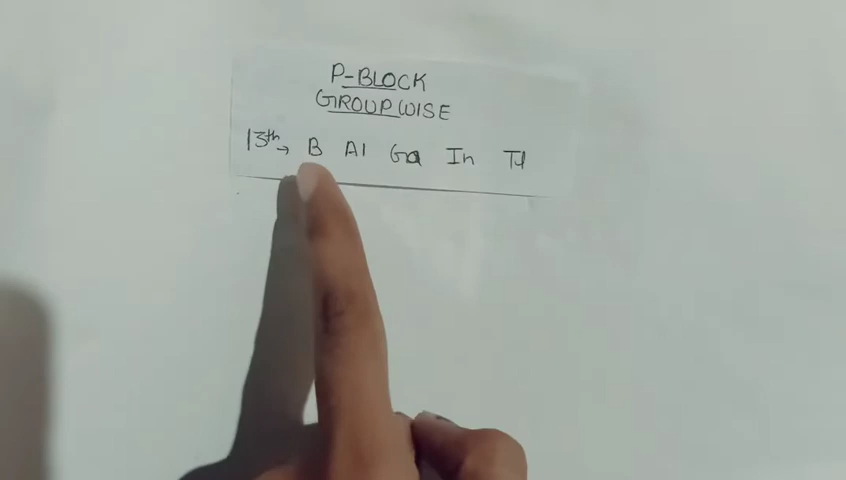 P-BLOCK
GROUPWISE
13th→ B Al Ga In Tl